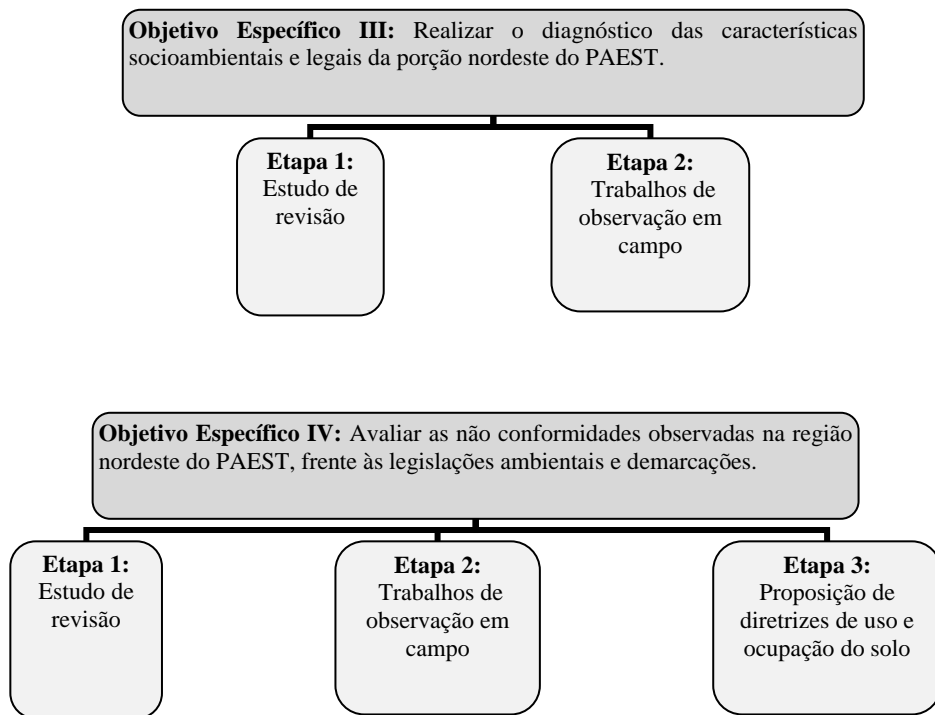 Objetivo Específico III: Realizar o diagnóstico das características
socioambientais e legais da porção nordeste do PAEST.
Etapa 1:
Estudo de
revisão
Etapa 2:
Trabalhos de
observação em
campo
Objetivo Específico IV: Avaliar as não conformidades observadas na região
nordeste do PAEST, frente às legislações ambientais e demarcações.
Etapa 1:
Estudo de
revisão
Etapa 2:
Trabalhos de
observação em
campo
Etapa 3:
Proposição de
diretrizes de uso e
ocupação do solo